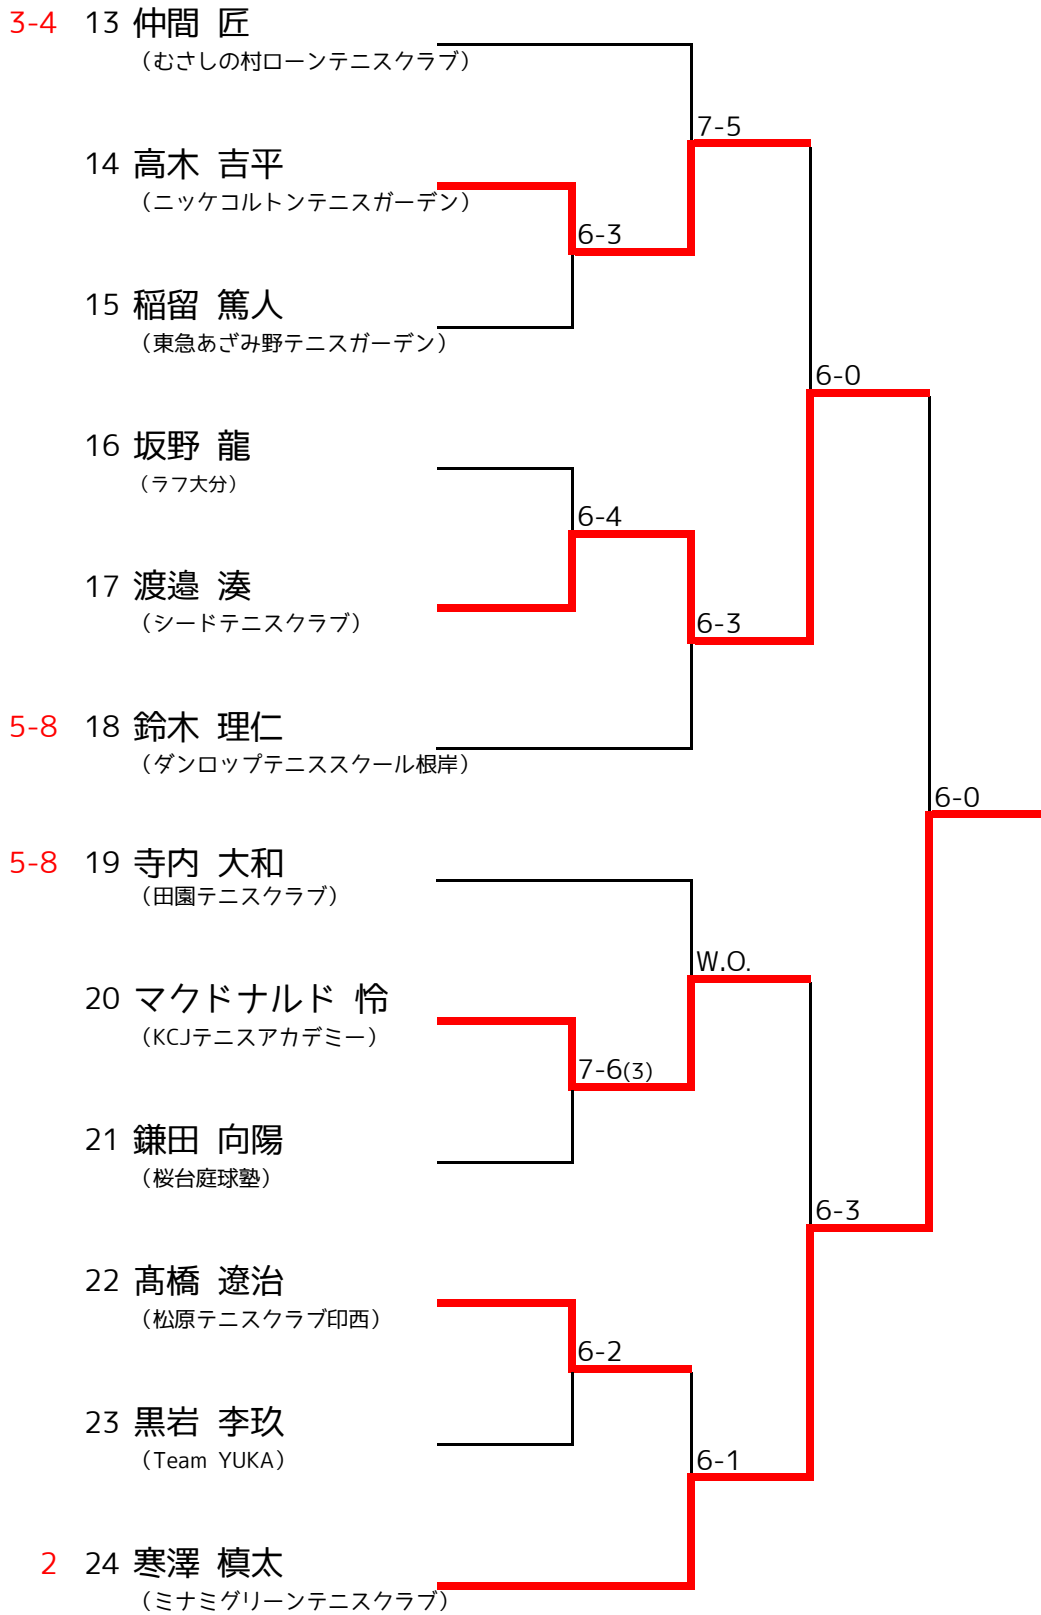 3-4 13 仲間 匠
（むさしの村ローンテニスクラブ）
7-5
14 高木 吉平
（ニッケコルトンテニスガーデン）
6-3
15 稲留 篤人
（東急あざみ野テニスガーデン）
6-0
16 坂野 龍
（ラフ大分）
6-4
17 渡邉 湊
（シードテニスクラブ）
6-3
5-8 18 鈴木 理仁
（ダンロップテニススクール根岸）
6-0
5-8 19 寺内 大和
（田園テニスクラブ）
W.O.
20 マクドナルド 怜
（KCJテニスアカデミー）
7-6(3)
21 鎌田 向陽
（桜台庭球塾）
6-3
22 髙橋 遼治
（松原テニスクラブ印西）
6-2
23 黒岩 李玖
（Team YUKA）
6-1
2 24 寒澤 槙太
（ミナミグリーンテニスクラブ）